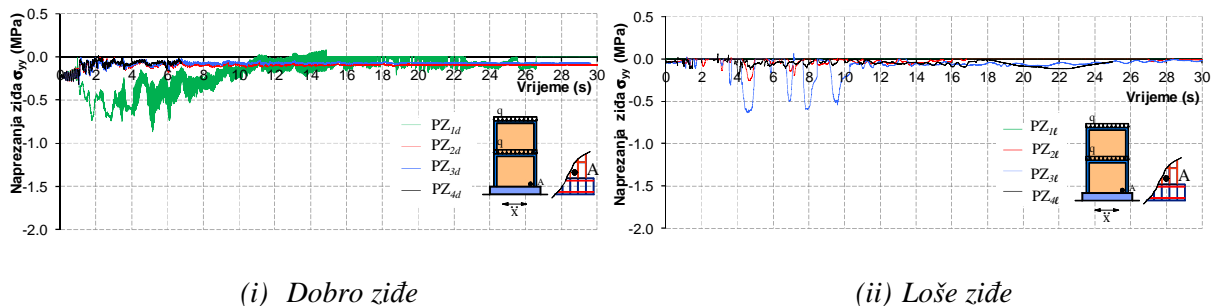 Naprezanja ziđa σyy (MPa)
0.5
0.0
-0.5
-1.0
-1.5
-2.0
0 2 4 6 8 10 12 14 16 18 20 22 24 26 28 30
Vrijeme (s)
PZ1d
PZ2d
PZ3d
PZ4d
q
q
A
ẍ
A
Naprezanja ziđa σyy (MPa)
0.5
0.0
-0.5
-1.0
-1.5
-2.0
0 2 4 6 8 10 12 14 16 18 20 22 24 26 28 30
Vrijeme (s)
PZ1ℓ
PZ2ℓ
PZ3ℓ
PZ4ℓ
q
q
A
ẍ
A
(i) Dobro ziđe
(ii) Loše ziđe